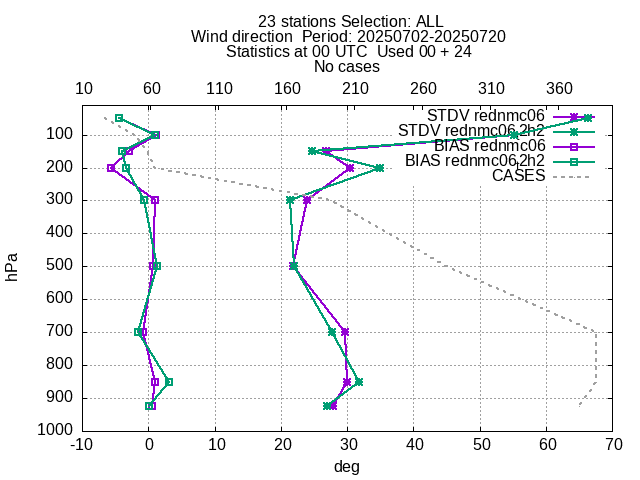 23 stations Selection: ALL
Wind direction  Period: 20250702-20250720
Statistics at 00 UTC  Used 00 + 24
No cases
10 60 110 160 210 260 310 360
STDV rednmc06
STDV rednmc06.2h2
BIAS rednmc06
BIAS rednmc06.2h2
CASES
100
200
300
400
500
600
700
800
900
1000
hPa
-10 0 10 20 30 40 50 60 70
deg